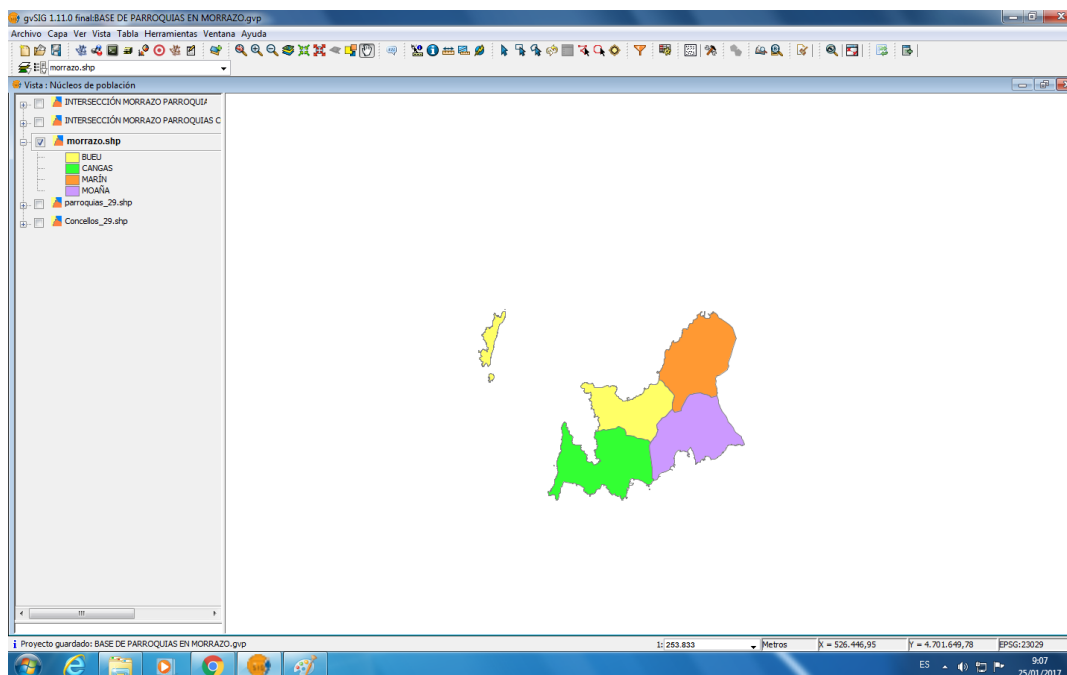 gvSIG 1.11.0 final:BASE DE PARROQUIAS EN MORRAZO.gvp
Archivo Capa Ver Vista Tabla Herramientas Ventana Ayuda
morrazo.shp
Vista : Núcleos de población
INTERSECCIÓN MORRAZO PARROQUIA
INTERSECCIÓN MORRAZO PARROQUIAS C
morrazo.shp
BUEU
CANGAS
MARÍN
MOAÑA
parroquias_29.shp
Concellos_29.shp
Proyecto guardado: BASE DE PARROQUIAS EN MORRAZO.gvp
1: 253.833
Metros
X = 526.446,95
Y = 4.701.649,78
EPSG:23029
ES
9:07
25/01/2017